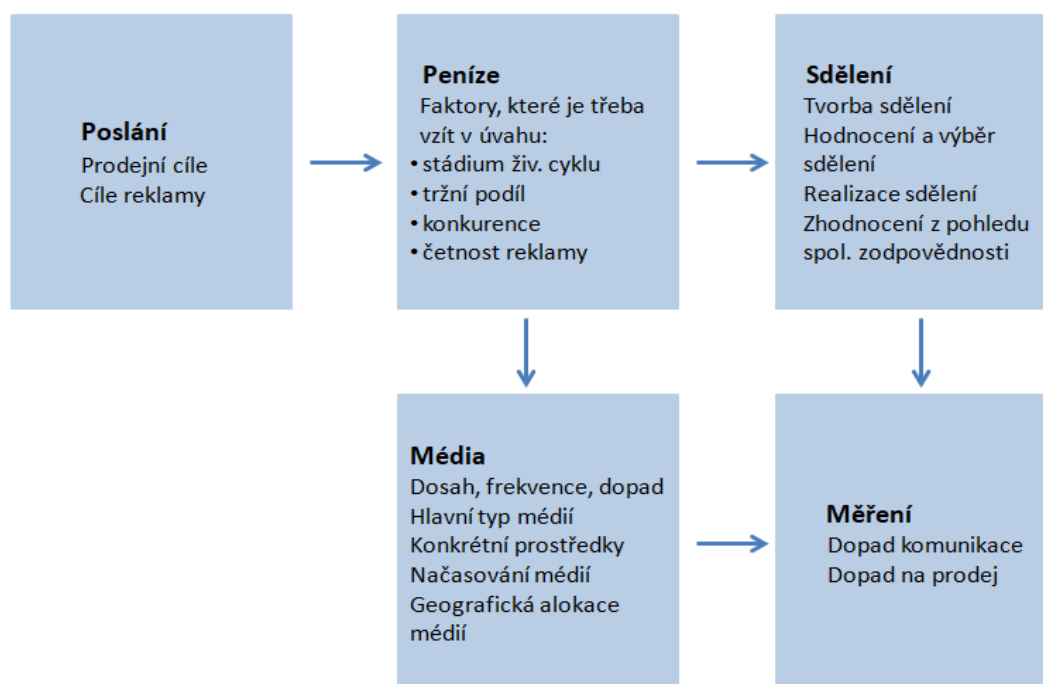 Poslání
Prodejní cíle
Cíle reklamy
Peníze
Faktory, které je třeba
vzít v úvahu:
• stádium živ. cyklu
• tržní podíl
• konkurence
• četnost reklamy
Sdělení
Tvorba sdělení
Hodnocení a výběr
sdělení
Realizace sdělení
Zhodnocení z pohledu
spol. zodpovědnosti
Média
Dosah, frekvence, dopad
Hlavní typ médií
Konkrétní prostředky
Načasování médií
Geografická alokace
médií
Měření
Dopad komunikace
Dopad na prodej